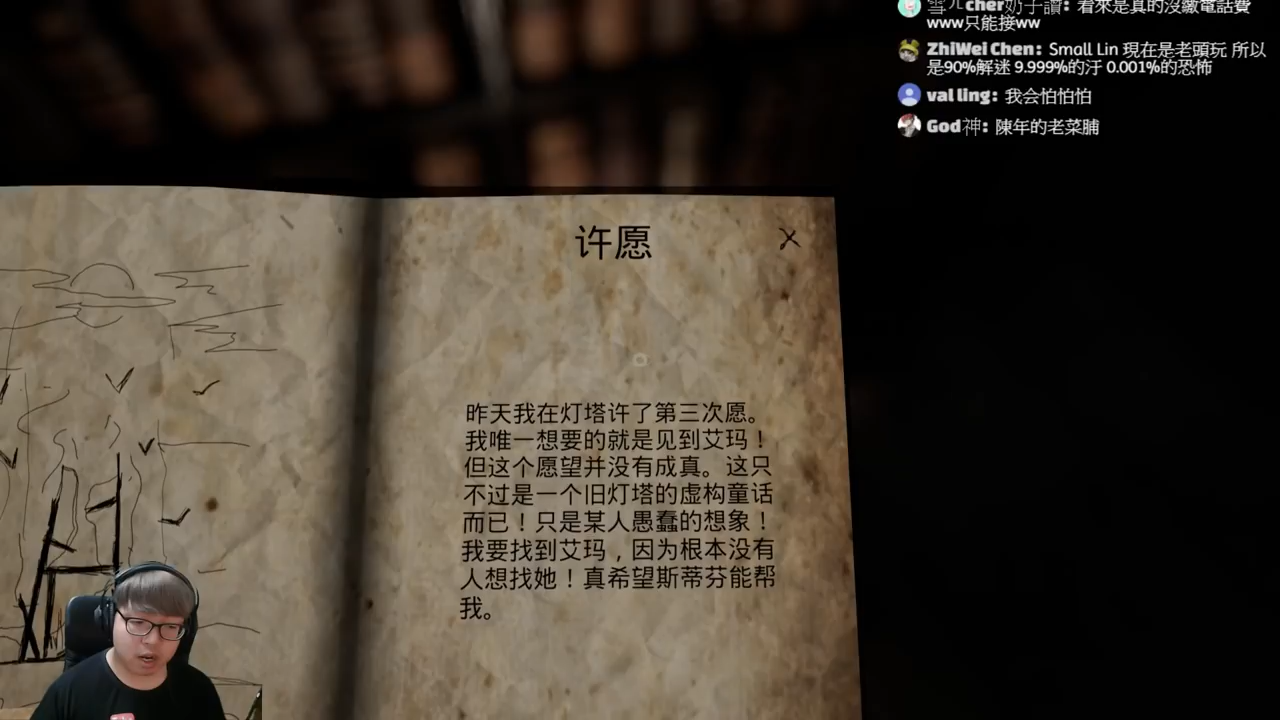 cher奶子讚：看來是真的沒繳電話費
www只能接ww
ZhiWei Chen：Small Lin 現在是老頭玩 所以
是90%解迷 9.999%的汙 0.001%的恐怖
val ling：我会怕怕怕
God神：陳年的老菜脯
许愿
X
昨天我在灯塔许了第三次愿。
我唯一想要的就是见到艾玛！
但这个愿望并没有成真。这只
不过是一个旧灯塔的虚构童话
而已！只是某人愚蠢的想象！
我要找到艾玛，因为根本没有
人想找她！真希望斯蒂芬能帮
我。